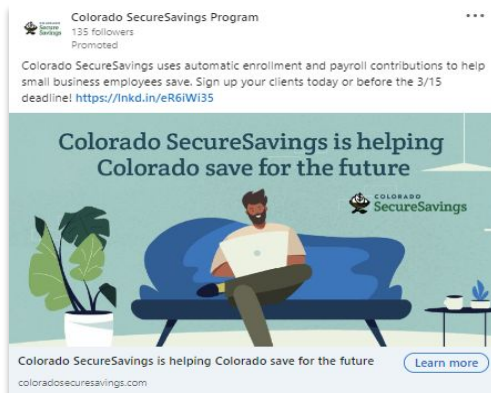 Colorado SecureSavings Program
135 followers
Promoted
Colorado SecureSavings uses automatic enrollment and payroll contributions to help
small business employees save. Sign up your clients today or before the 3/15
deadline! https://lnkd.in/eR6iWi35
Colorado SecureSavings is helping
Colorado save for the future
COLORADO
SecureSavings
Colorado SecureSavings is helping Colorado save for the future
Learn more
coloradosecuresavings.com